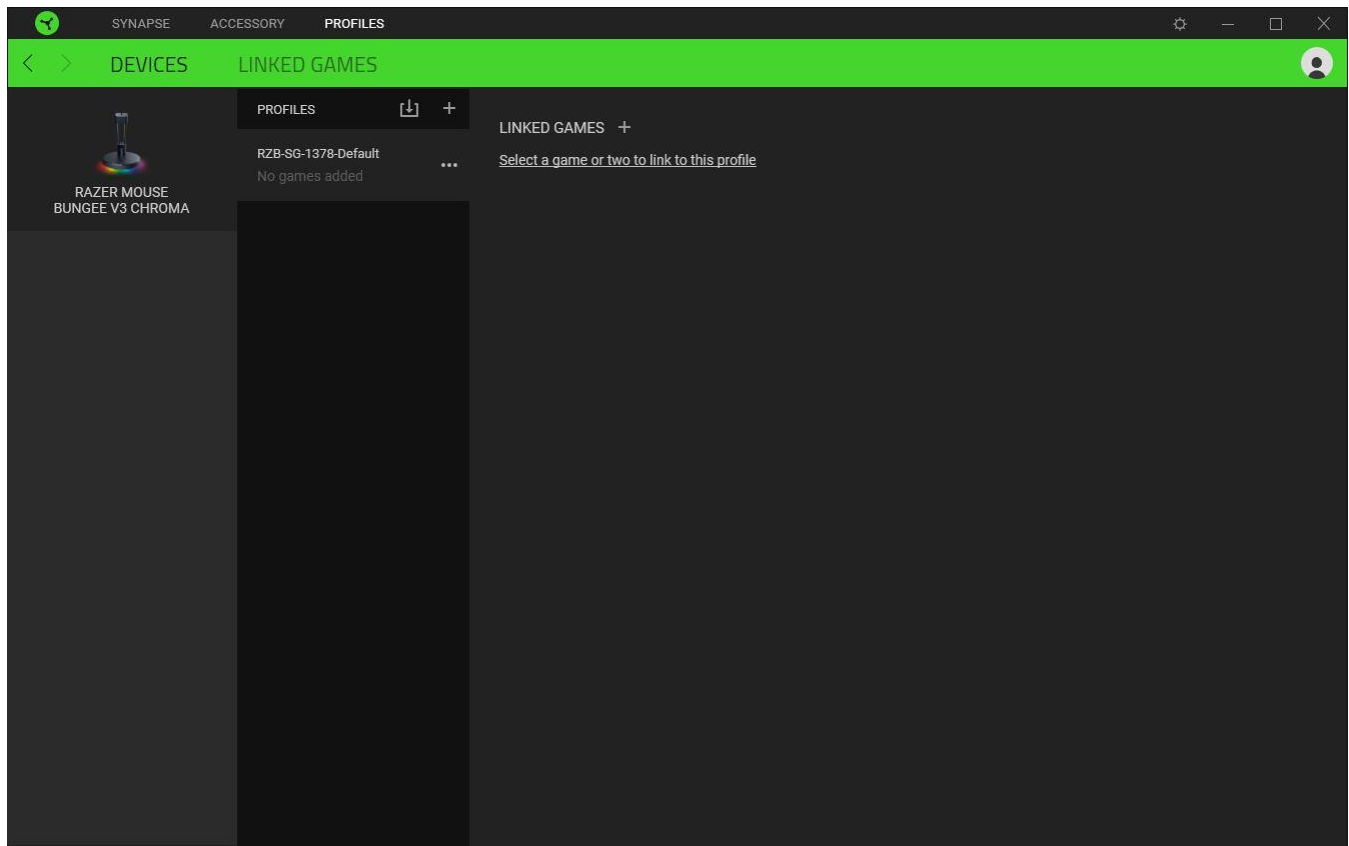 SYNAPSE ACCESSORY PROFILES
DEVICES LINKED GAMES
RAZER MOUSE
BUNGEE V3 CHROMA
PROFILES
RZB-SG-1378-Default
No games added
LINKED GAMES
Select a game or two to link to this profile